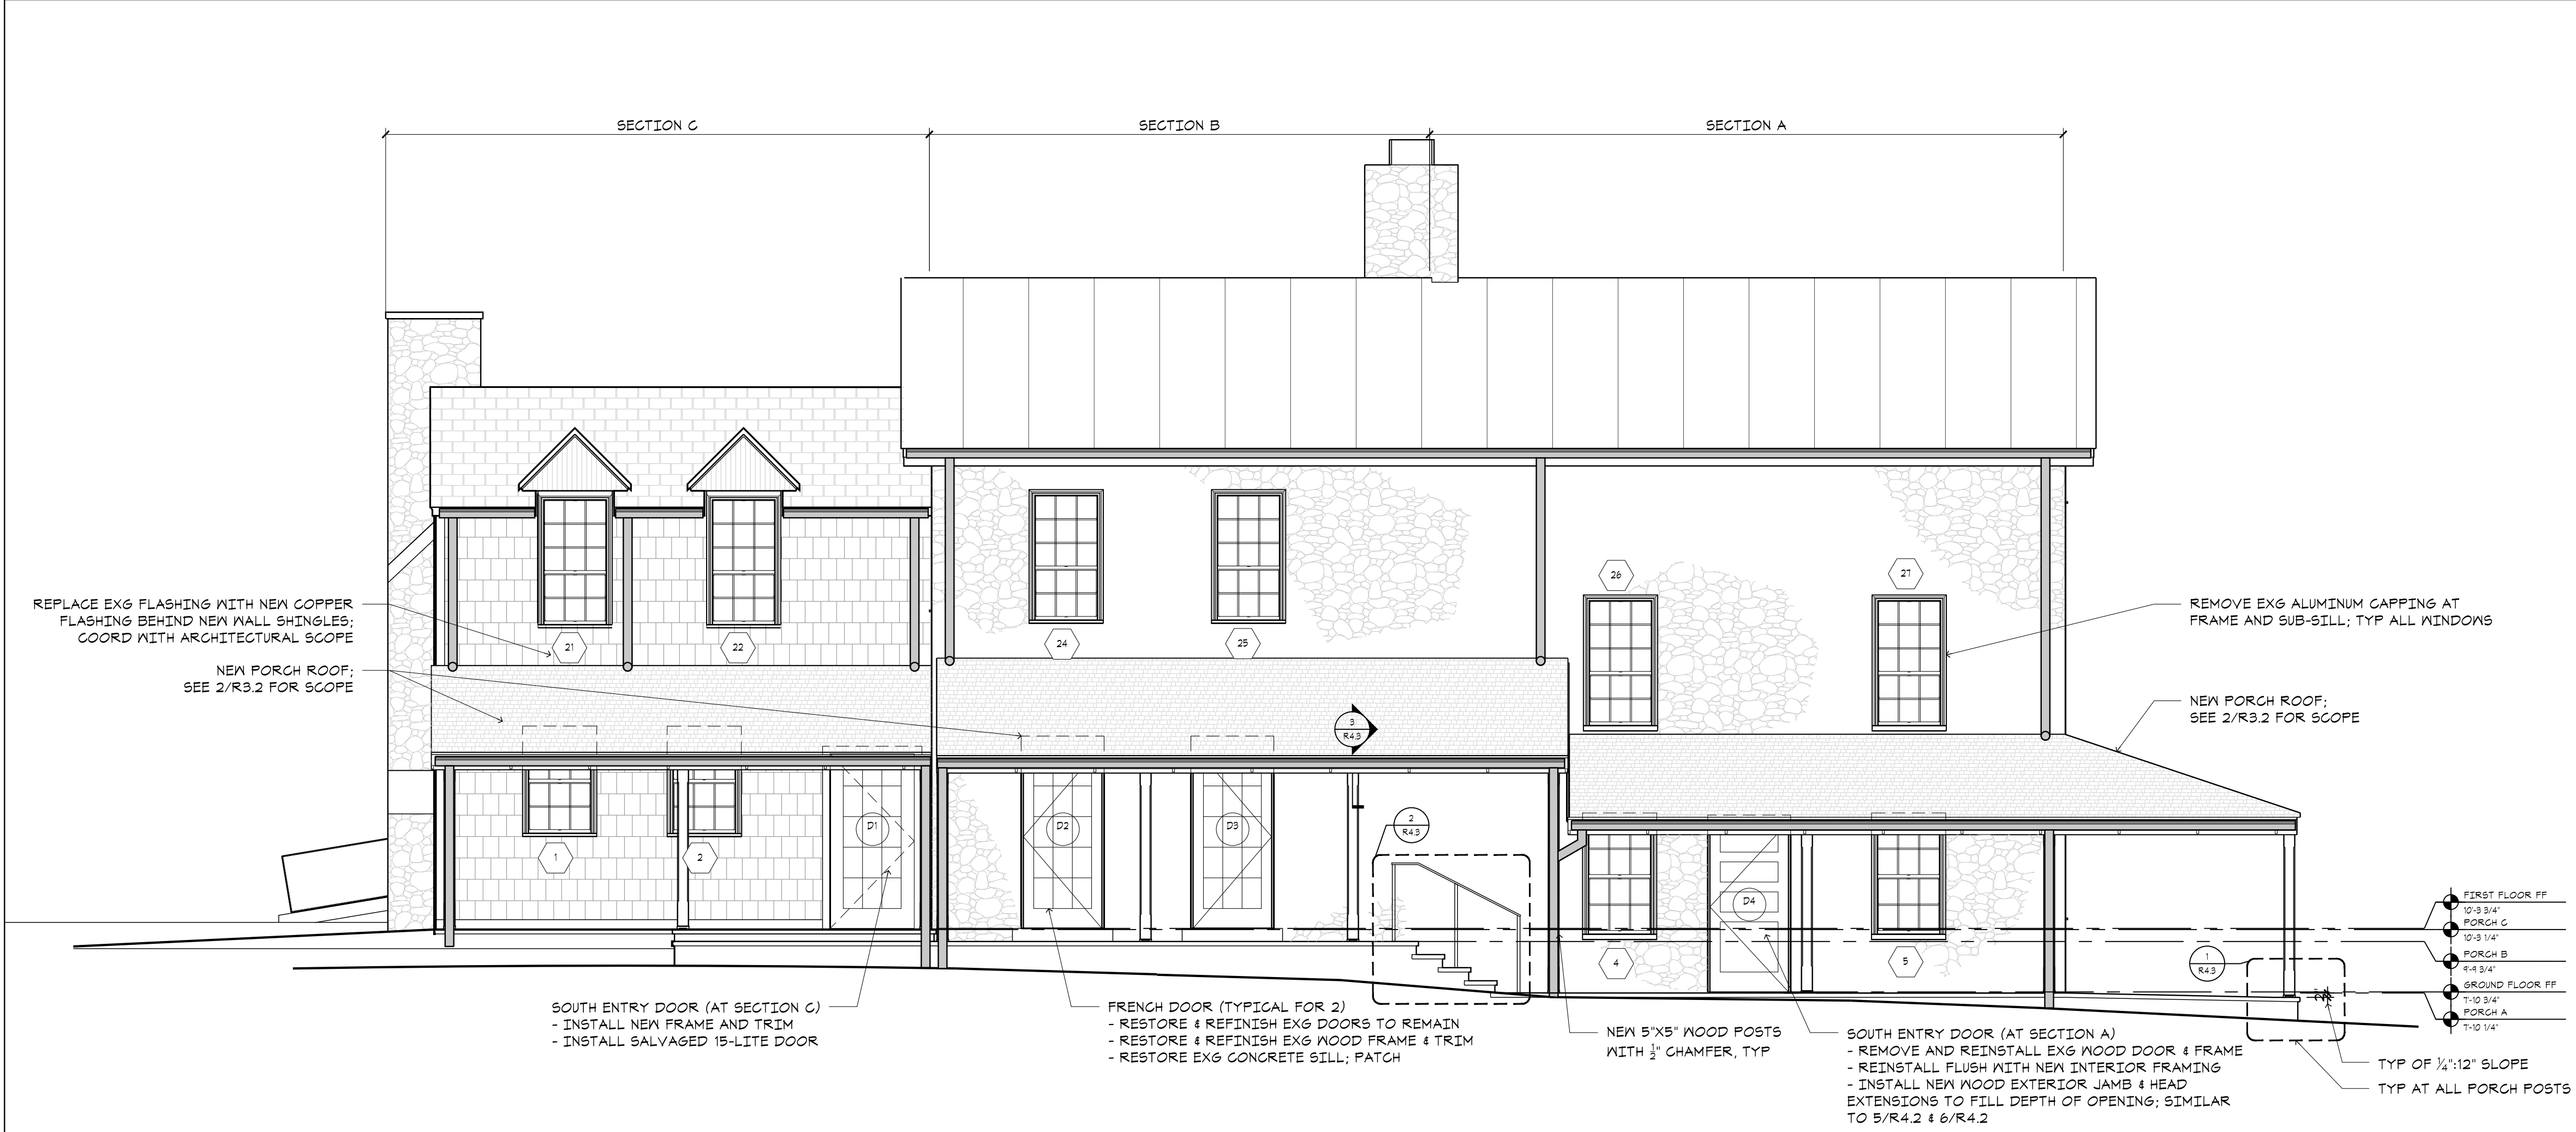 SECTION C
SECTION B
SECTION A
26
27
REPLACE EXG FLASHING WITH NEW COPPER
FLASHING BEHIND NEW WALL SHINGLES;
COORD WITH ARCHITECTURAL SCOPE
REMOVE EXG ALUMINUM CAPPING AT
FRAME AND SUB-SILL; TYP ALL WINDOWS
21
22
24
25
NEW PORCH ROOF;
SEE 2/R3.2 FOR SCOPE
NEW PORCH ROOF;
SEE 2/R3.2 FOR SCOPE
3
R4.3
D1
D2
D3
2
R4.3
1
2
D4
4
5
1
R4.3
FIRST FLOOR FF
10'-3 3/4"
PORCH C
10'-3 1/4"
PORCH B
9'-9 3/4"
GROUND FLOOR FF
7'-10 3/4"
PORCH A
7'-10 1/4"
SOUTH ENTRY DOOR (AT SECTION C)
- INSTALL NEW FRAME AND TRIM
- INSTALL SALVAGED 15-LITE DOOR
FRENCH DOOR (TYPICAL FOR 2)
- RESTORE & REFINISH EXG DOORS TO REMAIN
- RESTORE & REFINISH EXG WOOD FRAME & TRIM
- RESTORE EXG CONCRETE SILL; PATCH
NEW 5"X5" WOOD POSTS
WITH 1/2" CHAMFER, TYP
SOUTH ENTRY DOOR (AT SECTION A)
- REMOVE AND REINSTALL EXG WOOD DOOR & FRAME
- REINSTALL FLUSH WITH NEW INTERIOR FRAMING
- INSTALL NEW WOOD EXTERIOR JAMB & HEAD
EXTENSIONS TO FILL DEPTH OF OPENING; SIMILAR
TO 5/R4.2 & 6/R4.2
TYP OF 1/4":12" SLOPE
TYP AT ALL PORCH POSTS